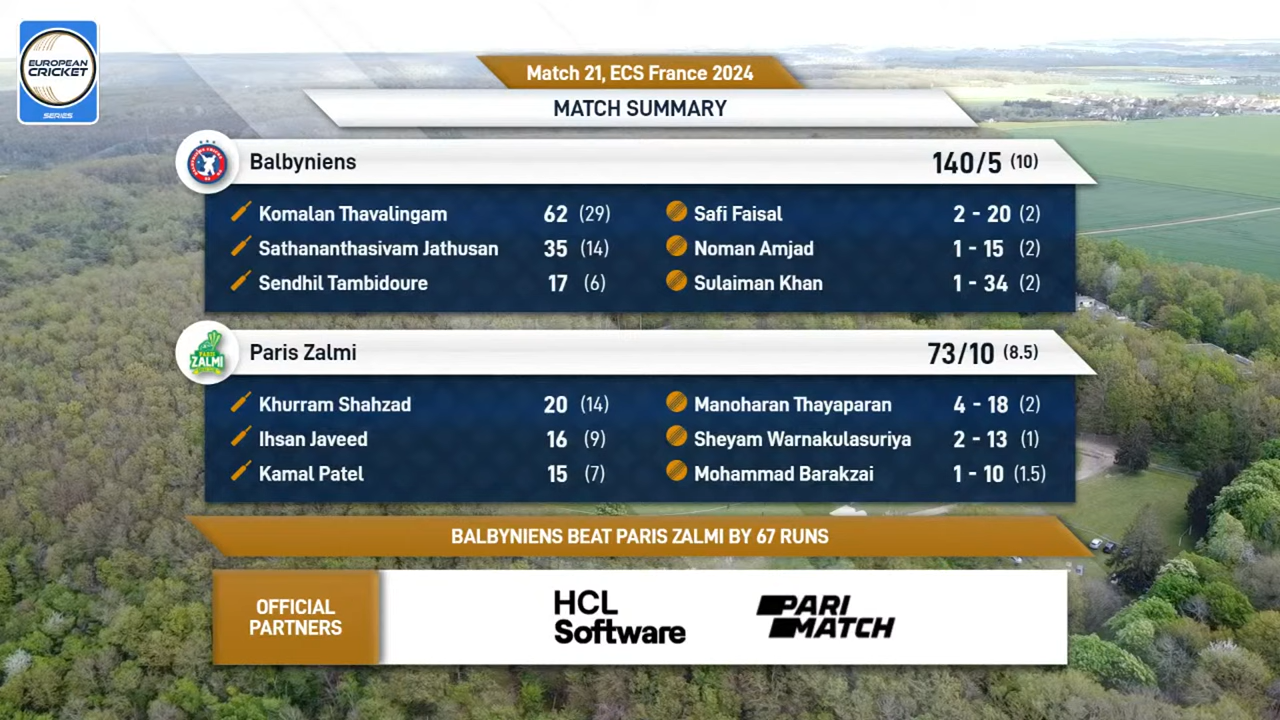 EUROPEAN
CRICKET
SERIES
Match 21, ECS France 2024
MATCH SUMMARY
Balbyniens 140/5 (10)
Komalan Thavalingam 62 (29) Safi Faisal 2 - 20 (2)
Sathananthasivam Jathusan 35 (14) Noman Amjad 1 - 15 (2)
Sendhil Tambidoure 17 (6) Sulaiman Khan 1 - 34 (2)
PARIS
ZALMI
Paris Zalmi 73/10 (8.5)
Khurram Shahzad 20 (14) Manoharan Thayaparan 4 - 18 (2)
Ihsan Javeed 16 (9) Sheyam Warnakulasuriya 2 - 13 (1)
Kamal Patel 15 (7) Mohammad Barakzai 1 - 10 (1.5)
BALBYNIENS BEAT PARIS ZALMI BY 67 RUNS
OFFICIAL
PARTNERS
HCL
Software
PARI
MATCH